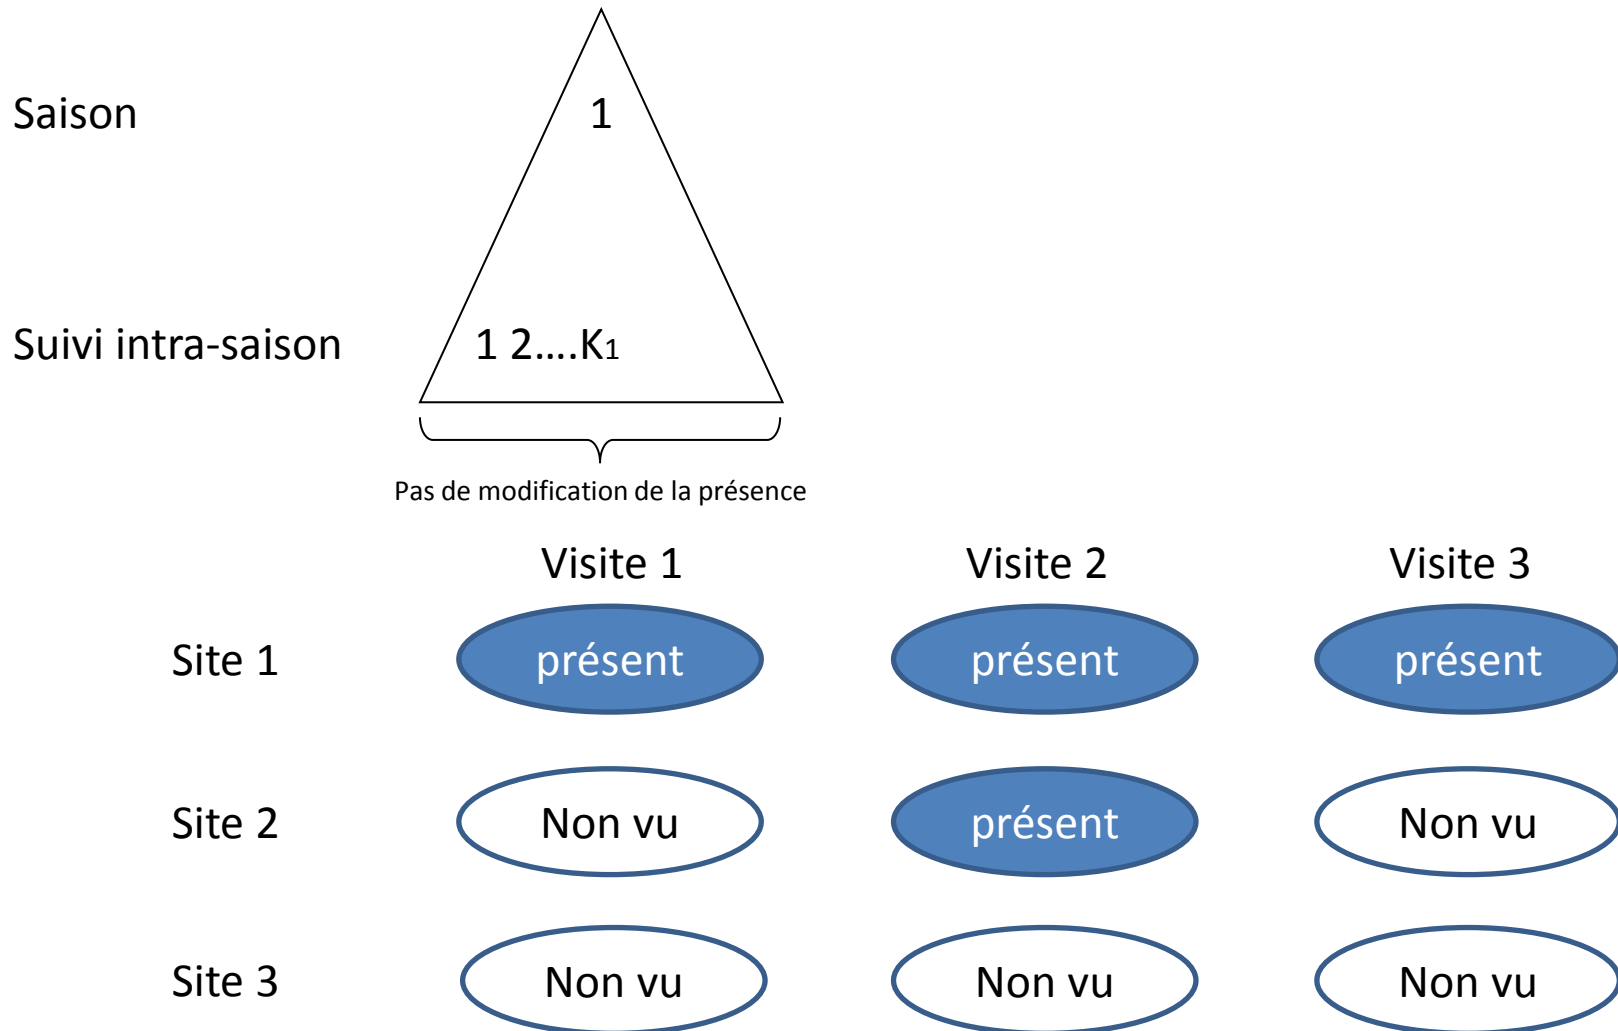 Saison 1
Suivi intra-saison 1 2....K1
Pas de modification de la présence
Visite 1 Visite 2 Visite 3
Site 1 présent présent présent
Site 2 Non vu présent Non vu
Site 3 Non vu Non vu Non vu